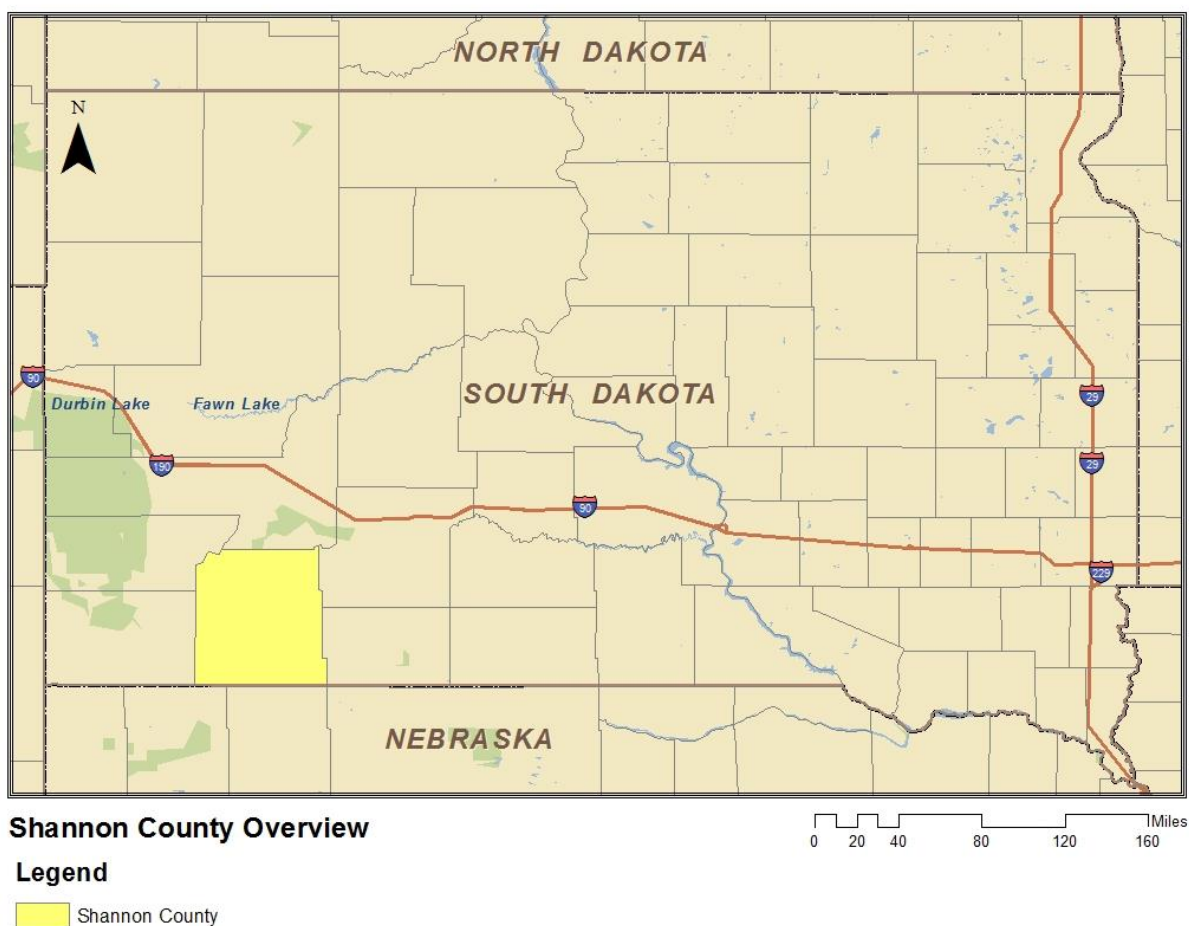 NORTH DAKOTA
N
90
Durbin Lake Fawn Lake
SOUTH DAKOTA
29
190
29
90
229
NEBRASKA
Shannon County Overview
Miles
0 20 40 80 120 160
Legend
Shannon County